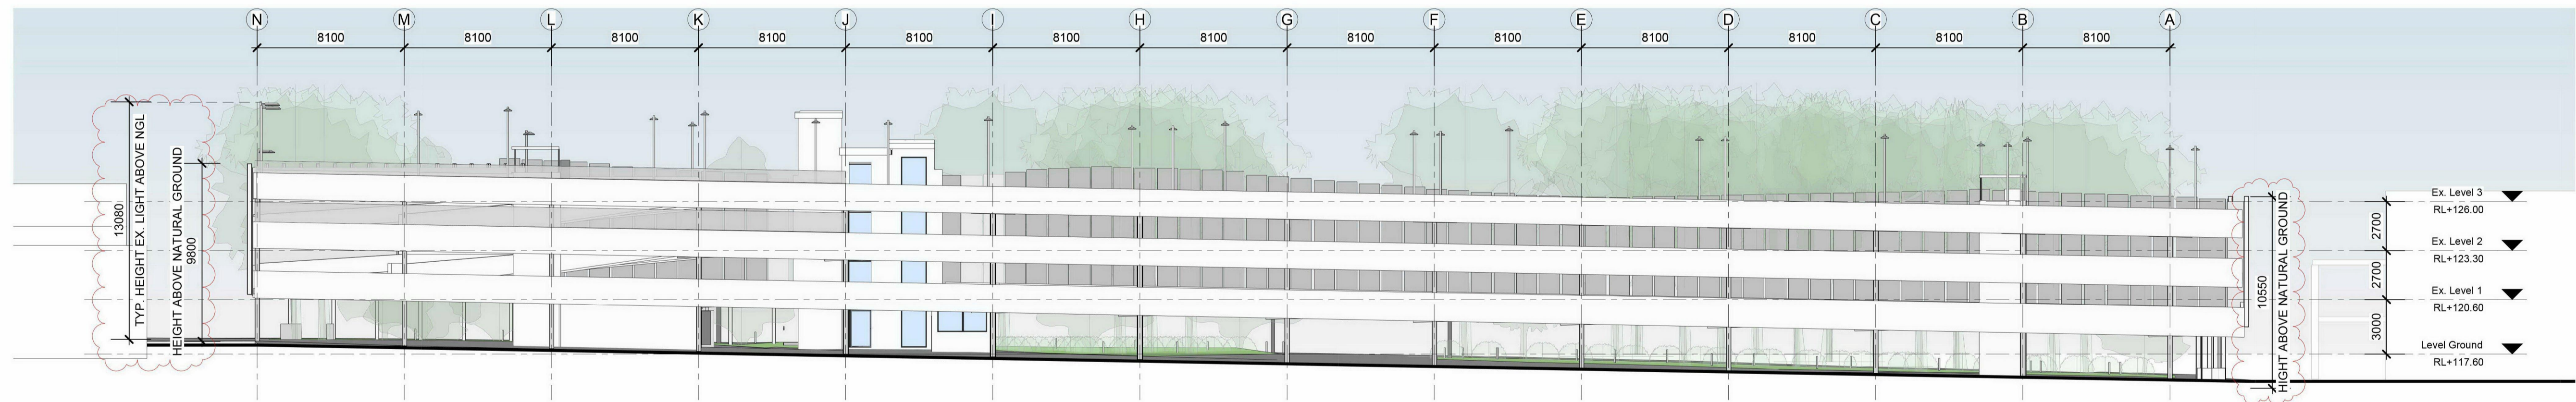 N M L K J I H G F E D C B A
8100 8100 8100 8100 8100 8100 8100 8100 8100 8100 8100 8100 8100
13080
TYP. HEIGHT EX. LIGHT ABOVE NGL
HEIGHT ABOVE NATURAL GROUND
9800
10550
HIGHT ABOVE NATURAL GROUND
2700
2700
3000
Ex. Level 3
RL+126.00
Ex. Level 2
RL+123.30
Ex. Level 1
RL+120.60
Level Ground
RL+117.60